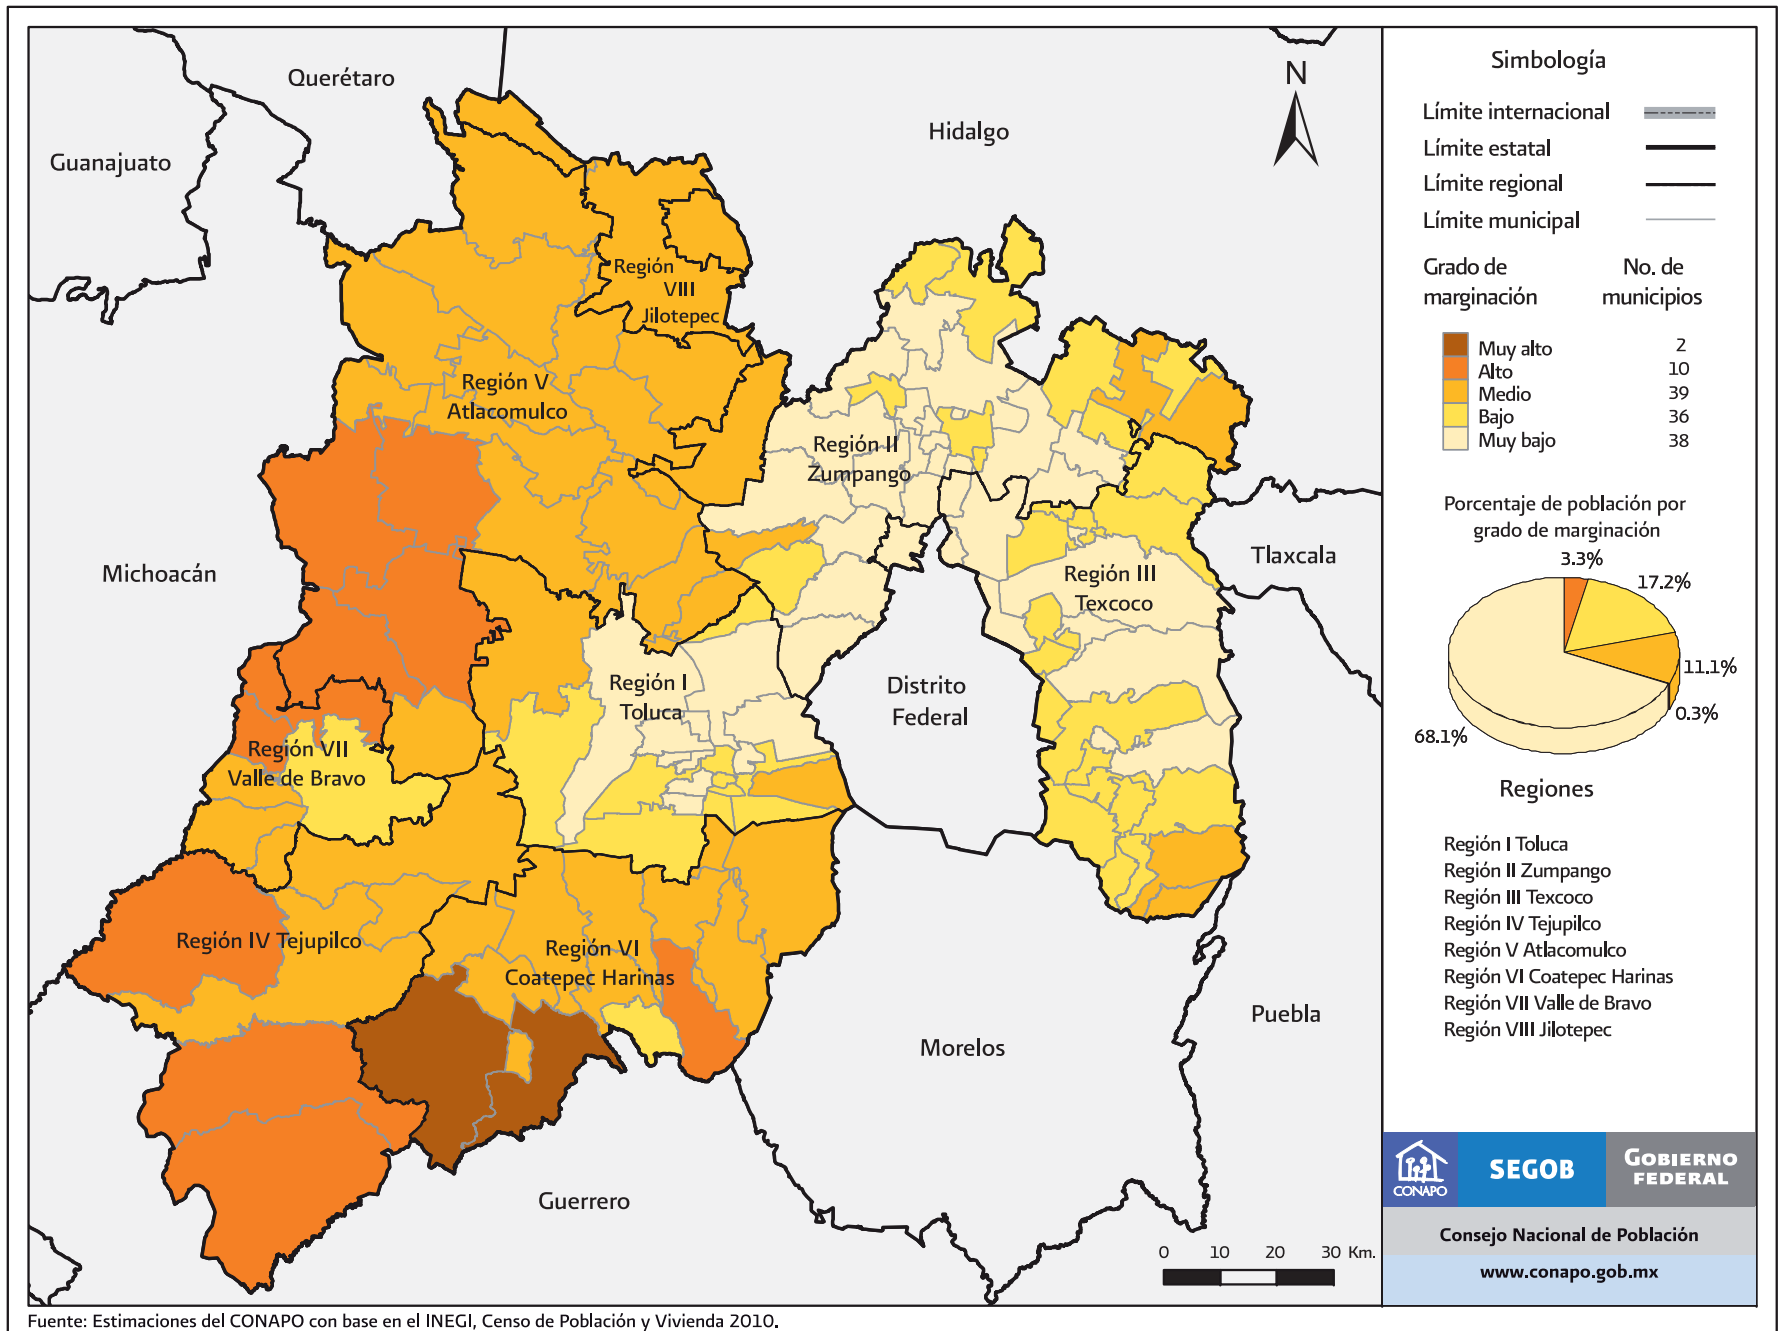 Querétaro
Guanajuato
Hidalgo
N
Región
VIII
Jilotepec
Región V
Atlacomulco
Región II
Zumpango
Michoacán
Región III
Texcoco
Tlaxcala
Región I
Toluca
Distrito
Federal
Región VII
Valle de Bravo
Región IV Tejupilco
Región VI
Coatepec Harinas
Puebla
Morelos
Guerrero
0 10 20 30 Km.
Simbología
Límite internacional
Límite estatal
Límite regional
Límite municipal
Grado de marginación
No. de municipios
Muy alto 2
Alto 10
Medio 39
Bajo 36
Muy bajo 38
Porcentaje de población por
grado de marginación
3.3%
17.2%
11.1%
0.3%
68.1%
Regiones
Región I Toluca
Región II Zumpango
Región III Texcoco
Región IV Tejupilco
Región V Atlacomulco
Región VI Coatepec Harinas
Región VII Valle de Bravo
Región VIII Jilotepec
CONAPO
SEGOB
GOBIERNO
FEDERAL
Consejo Nacional de Población
www.conapo.gob.mx
Fuente: Estimaciones del CONAPO con base en el INEGI, Censo de Población y Vivienda 2010.